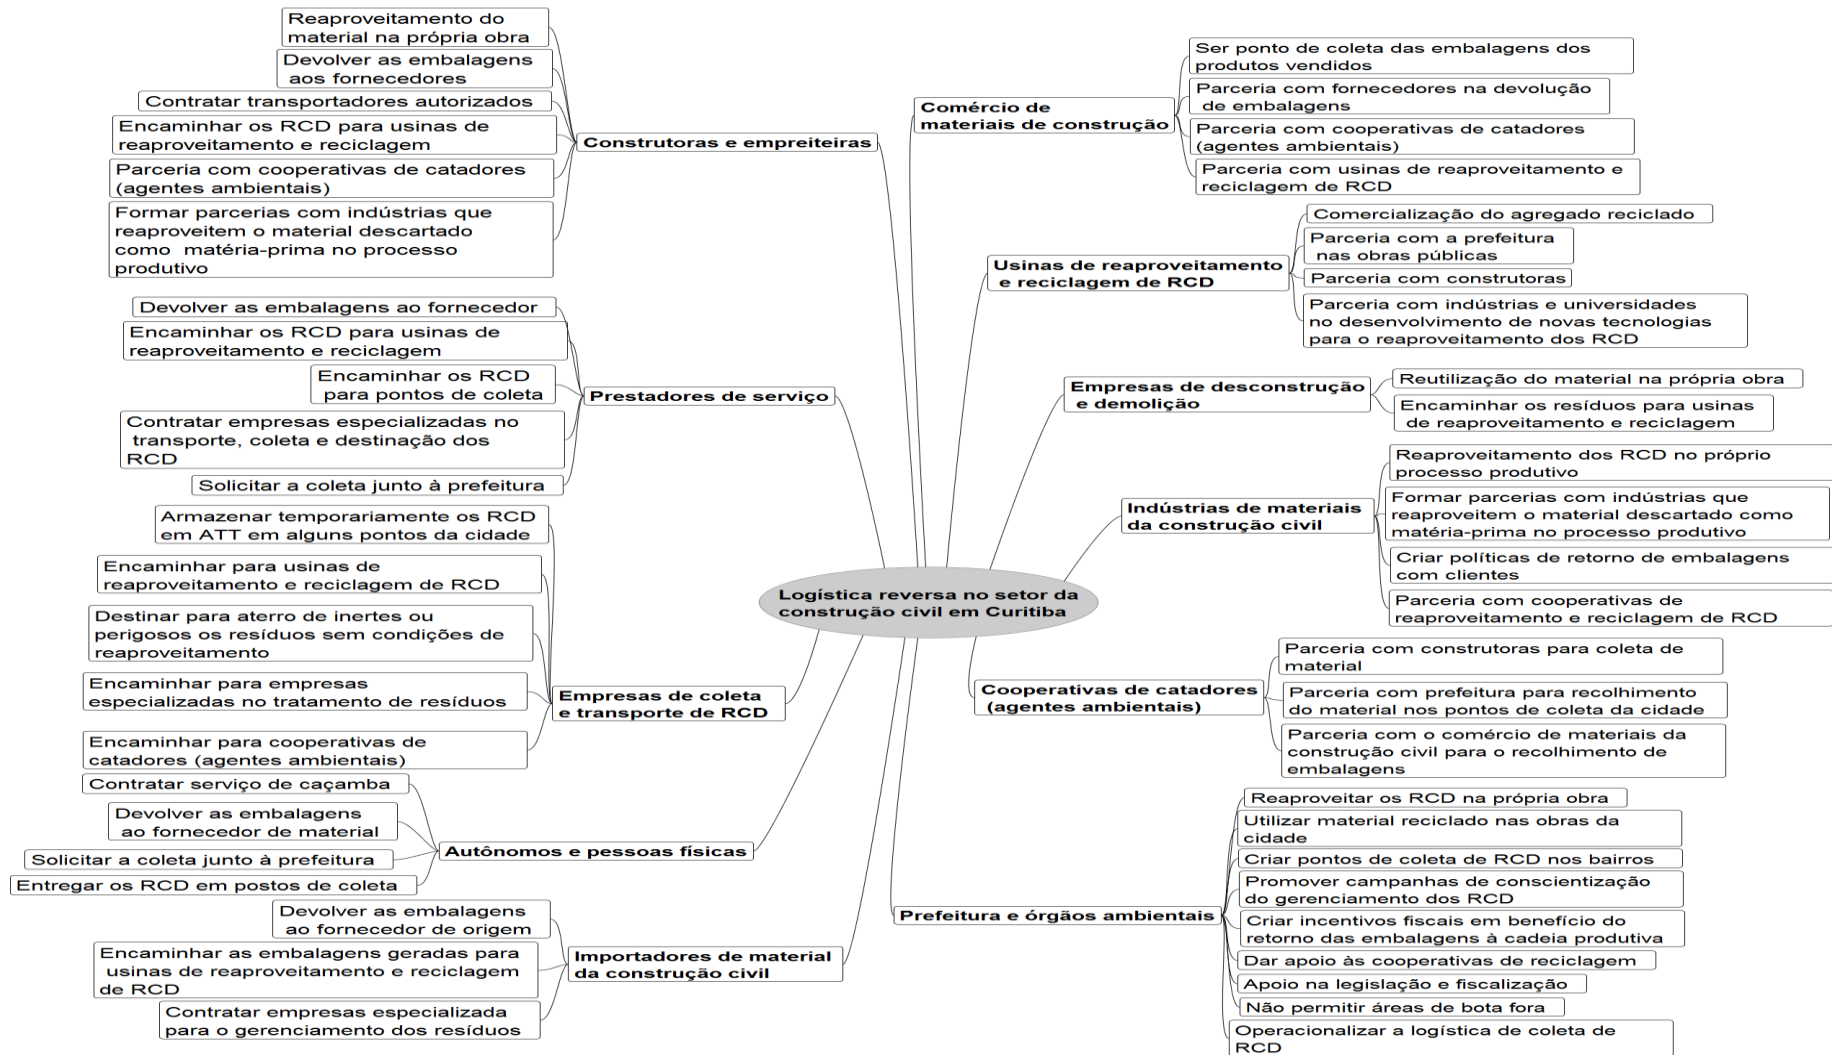 Logística reversa no setor da
construção civil em Curitiba
Construtoras e empreiteiras
Reaproveitamento do
material na própria obra
Devolver as embalagens
aos fornecedores
Contratar transportadores autorizados
Encaminhar os RCD para usinas de
reaproveitamento e reciclagem
Parceria com cooperativas de catadores
(agentes ambientais)
Formar parcerias com indústrias que
reaproveitem o material descartado
como matéria-prima no processo
produtivo
Prestadores de serviço
Devolver as embalagens ao fornecedor
Encaminhar os RCD para usinas de
reaproveitamento e reciclagem
Encaminhar os RCD
para pontos de coleta
Contratar empresas especializadas no
transporte, coleta e destinação dos
RCD
Solicitar a coleta junto à prefeitura
Empresas de coleta
e transporte de RCD
Armazenar temporariamente os RCD
em ATT em alguns pontos da cidade
Encaminhar para usinas de
reaproveitamento e reciclagem de RCD
Destinar para aterro de inertes ou
perigosos os resíduos sem condições de
reaproveitamento
Encaminhar para empresas
especializadas no tratamento de resíduos
Encaminhar para cooperativas de
catadores (agentes ambientais)
Autônomos e pessoas físicas
Contratar serviço de caçamba
Devolver as embalagens
ao fornecedor de material
Solicitar a coleta junto à prefeitura
Entregar os RCD em postos de coleta
Importadores de material
da construção civil
Devolver as embalagens
ao fornecedor de origem
Encaminhar as embalagens geradas para
usinas de reaproveitamento e reciclagem
de RCD
Contratar empresas especializada
para o gerenciamento dos resíduos
Comércio de
materiais de construção
Ser ponto de coleta das embalagens dos
produtos vendidos
Parceria com fornecedores na devolução
de embalagens
Parceria com cooperativas de catadores
(agentes ambientais)
Parceria com usinas de reaproveitamento e
reciclagem de RCD
Usinas de reaproveitamento
e reciclagem de RCD
Comercialização do agregado reciclado
Parceria com a prefeitura
nas obras públicas
Parceria com construtoras
Parceria com indústrias e universidades
no desenvolvimento de novas tecnologias
para o reaproveitamento dos RCD
Empresas de desconstrução
e demolição
Reutilização do material na própria obra
Encaminhar os resíduos para usinas
de reaproveitamento e reciclagem
Indústrias de materiais
da construção civil
Reaproveitamento dos RCD no próprio
processo produtivo
Formar parcerias com indústrias que
reaproveitem o material descartado como
matéria-prima no processo produtivo
Criar políticas de retorno de embalagens
com clientes
Parceria com cooperativas de
reaproveitamento e reciclagem de RCD
Cooperativas de catadores
(agentes ambientais)
Parceria com construtoras para coleta de
material
Parceria com prefeitura para recolhimento
do material nos pontos de coleta da cidade
Parceria com o comércio de materiais da
construção civil para o recolhimento de
embalagens
Prefeitura e órgãos ambientais
Reaproveitar os RCD na própria obra
Utilizar material reciclado nas obras da
cidade
Criar pontos de coleta de RCD nos bairros
Promover campanhas de conscientização
do gerenciamento dos RCD
Criar incentivos fiscais em benefício do
retorno das embalagens à cadeia produtiva
Dar apoio às cooperativas de reciclagem
Apoio na legislação e fiscalização
Não permitir áreas de bota fora
Operacionalizar a logística de coleta de
RCD